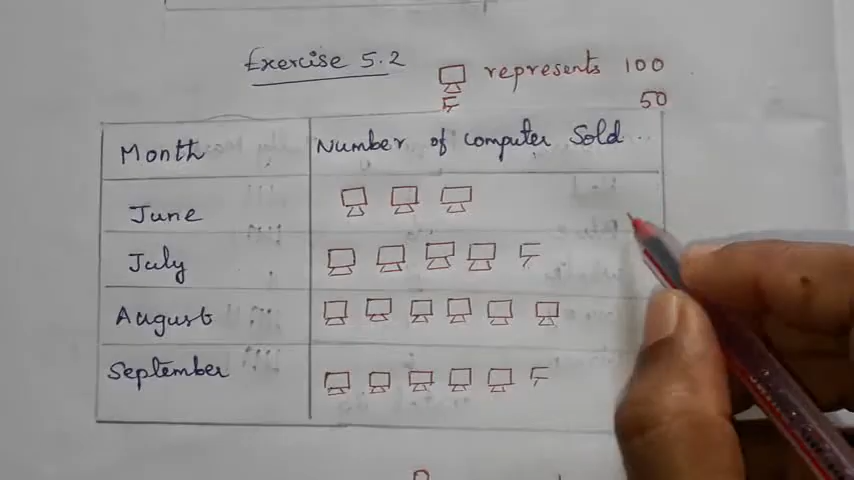 Exercise 5.2
represents 100
50
Month Number of computer Sold
June
July
August
September